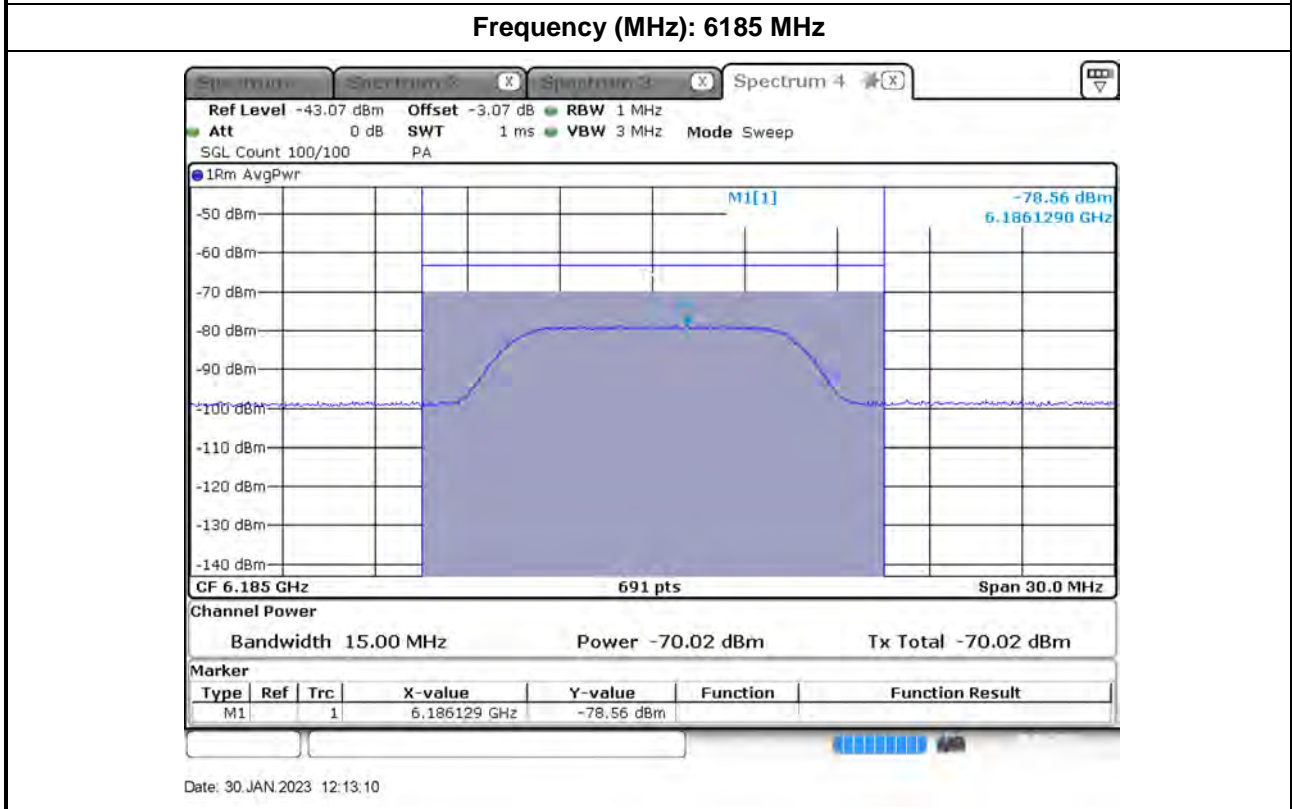 Frequency (MHz): 6185 MHz
Spectrum 4
Ref Level -43.07 dBm Offset -3.07 dB RBW 1 MHz
Att 0 dB SWT 1 ms VBW 3 MHz Mode Sweep
SGL Count 100/100 PA
1Rm AvgPwr
M1[1] -78.56 dBm
6.1861290 GHz
-50 dBm
-60 dBm
-70 dBm
-80 dBm
-90 dBm
-100 dBm
-110 dBm
-120 dBm
-130 dBm
-140 dBm
CF 6.185 GHz 691 pts Span 30.0 MHz
Channel Power
Bandwidth 15.00 MHz Power -70.02 dBm Tx Total -70.02 dBm
Marker
Type Ref Trc X-value Y-value Function Function Result
M1 1 6.186129 GHz -78.56 dBm
Date: 30.JAN.2023 12:13:10